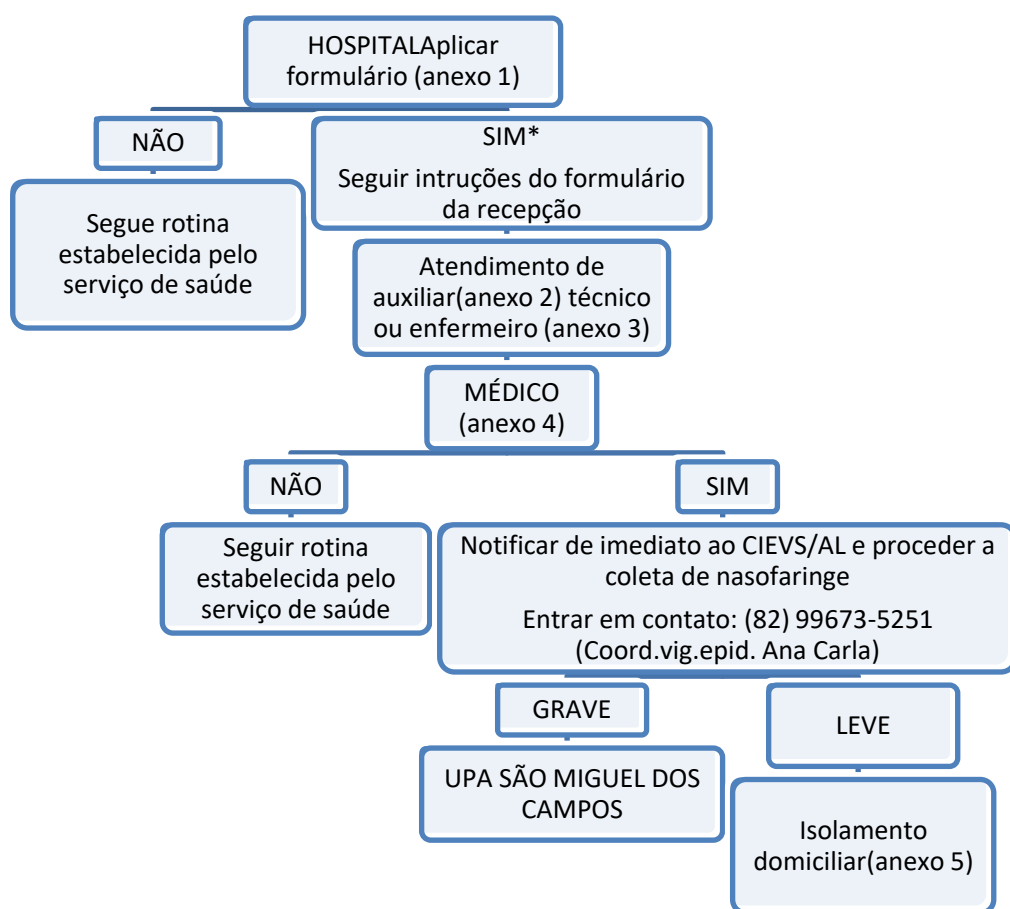 HOSPITALAplicar
formulário (anexo 1)
NÃO
Segue rotina
estabelecida pelo
serviço de saúde
SIM*
Seguir intruções do formulário
da recepção
Atendimento de
auxiliar(anexo 2) técnico
ou enfermeiro (anexo 3)
MÉDICO
(anexo 4)
NÃO
Seguir rotina
estabelecida pelo
serviço de saúde
SIM
Notificar de imediato ao CIEVS/AL e proceder a
coleta de nasofaringe
Entrar em contato: (82) 99673-5251
(Coord.vig.epid. Ana Carla)
GRAVE
UPA SÃO MIGUEL DOS
CAMPOS
LEVE
Isolamento
domiciliar(anexo 5)